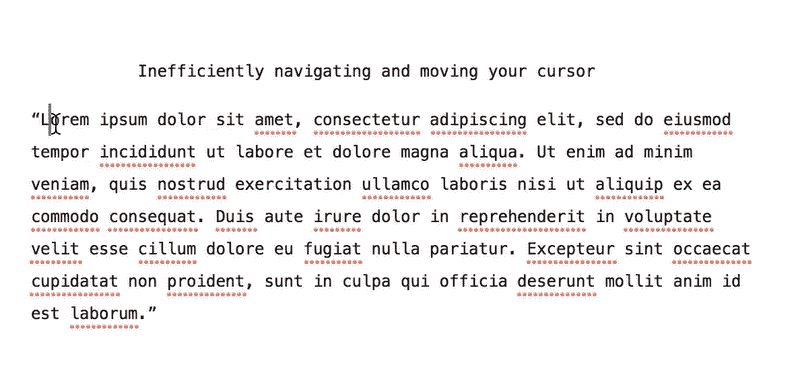 Inefficiently navigating and moving your cursor
“Lorem ipsum dolor sit amet, consectetur adipiscing elit, sed do eiusmod
tempor incididunt ut labore et dolore magna aliqua. Ut enim ad minim
veniam, quis nostrud exercitation ullamco laboris nisi ut aliquip ex ea
commodo consequat. Duis aute irure dolor in reprehenderit in voluptate
velit esse cillum dolore eu fugiat nulla pariatur. Excepteur sint occaecat
cupidatat non proident, sunt in culpa qui officia deserunt mollit anim id
est laborum.”